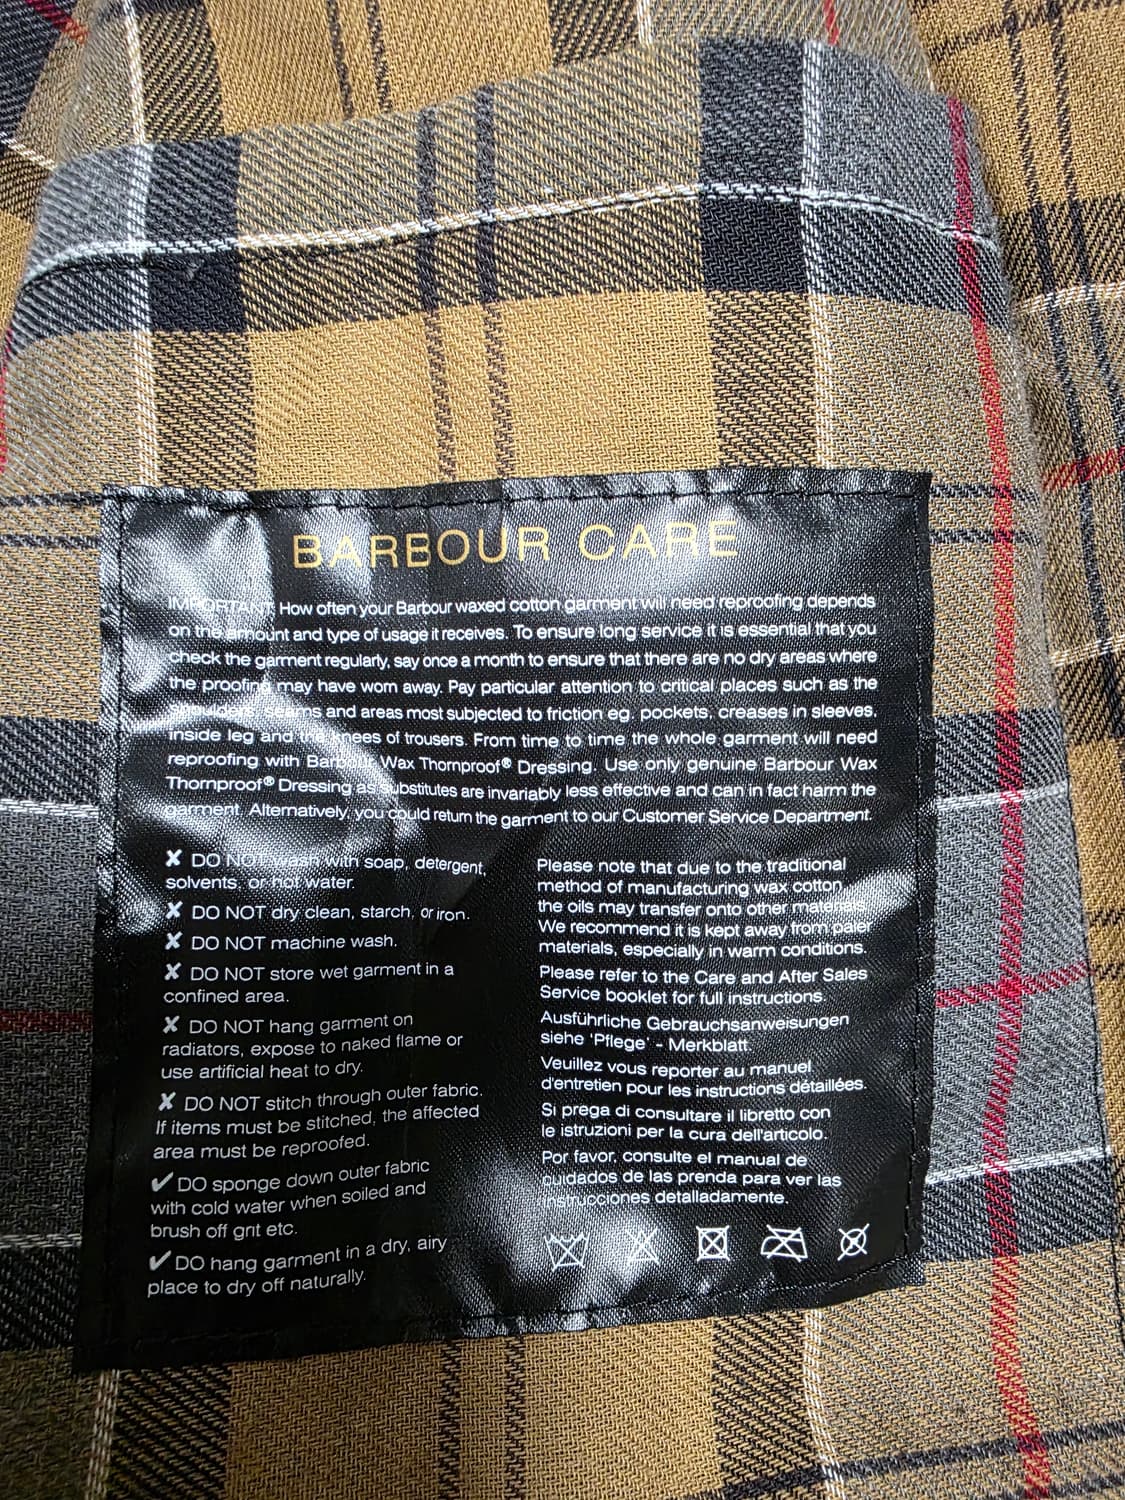 BARBOUR CARE
IMPORTANT: How often your Barbour waxed cotton garment will need reproofing depends
on the amount and type of usage it receives. To ensure long service it is essential that you
check the garment regularly, say once a month to ensure that there are no dry areas where
the proofing may have worn away. Pay particular attention to critical places such as the
shoulders, seams and areas most subjected to friction eg. pockets, creases in sleeves,
inside leg and the knees of trousers. From time to time the whole garment will need
reproofing with Barbour Wax Thornproof® Dressing. Use only genuine Barbour Wax
Thornproof® Dressing as substitutes are invariably less effective and can in fact harm the
garment. Alternatively, you could return the garment to our Customer Service Department.
✘ DO NOT wash with soap, detergent,
solvents, or hot water.
✘ DO NOT dry clean, starch, or iron.
✘ DO NOT machine wash.
✘ DO NOT store wet garment in a
confined area.
✘ DO NOT hang garment on
radiators, expose to naked flame or
use artificial heat to dry.
✘ DO NOT stitch through outer fabric.
If items must be stitched, the affected
area must be reproofed.
✔ DO sponge down outer fabric
with cold water when soiled and
brush off grit etc.
✔ DO hang garment in a dry, airy
place to dry off naturally.
Please note that due to the traditional
method of manufacturing wax cotton
the oils may transfer onto other materials.
We recommend it is kept away from paler
materials, especially in warm conditions.
Please refer to the Care and After Sales
Service booklet for full instructions.
Ausführliche Gebrauchsanweisungen
siehe 'Pflege' - Merkblatt.
Veuillez vous reporter au manuel
d'entretien pour les instructions détaillées.
Si prega di consultare il libretto con
le istruzioni per la cura dell'articolo.
Por favor, consulte el manual de
cuidados de las prenda para ver las
instrucciones detalladamente.